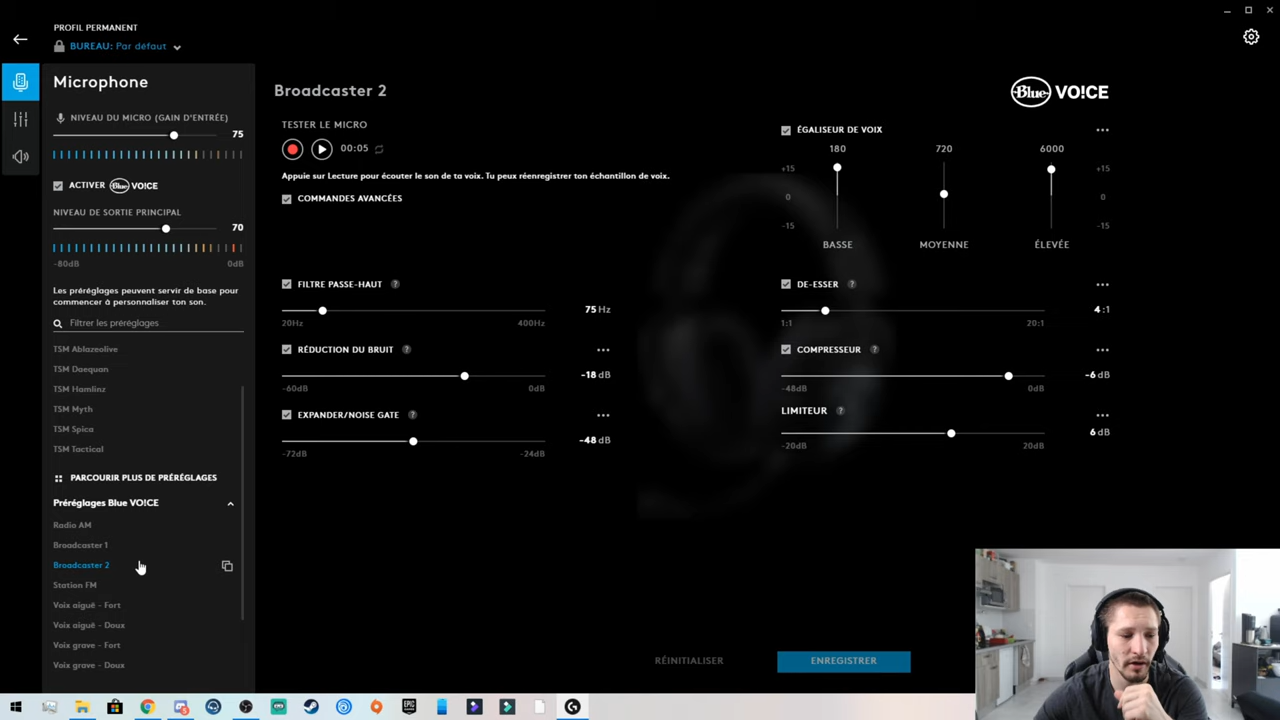 PROFIL PERMANENT
BUREAU: Par défaut
Microphone
NIVEAU DU MICRO (GAIN D'ENTRÉE)
75
ACTIVER Blue VO!CE
NIVEAU DE SORTIE PRINCIPAL
70
-80dB 0dB
Les préréglages peuvent servir de base pour
commencer à personnaliser ton son.
Filtrer les préréglages
TSM Ablazeolive
TSM Daequan
TSM Hamlinz
TSM Myth
TSM Spica
TSM Tactical
PARCOURIR PLUS DE PRÉRÉGLAGES
Préréglages Blue VO!CE
Radio AM
Broadcaster 1
Broadcaster 2
Station FM
Voix aiguë - Fort
Voix aiguë - Doux
Voix grave - Fort
Voix grave - Doux
Broadcaster 2
Blue VO!CE
TESTER LE MICRO
00:05
Appuie sur Lecture pour écouter le son de ta voix. Tu peux réenregistrer ton échantillon de voix.
COMMANDES AVANCÉES
FILTRE PASSE-HAUT ?
75 Hz
20Hz 400Hz
RÉDUCTION DU BRUIT ?
-18 dB
-60dB 0dB
EXPANDER/NOISE GATE ?
-48 dB
-72dB -24dB
ÉGALISEUR DE VOIX
180 720 6000
+15 +15
0 0
-15 -15
BASSE MOYENNE ÉLEVÉE
DE-ESSER ?
4:1
1:1 20:1
COMPRESSEUR ?
-6 dB
-48dB 0dB
LIMITEUR ?
6 dB
-20dB 20dB
RÉINITIALISER ENREGISTRER
EPIC